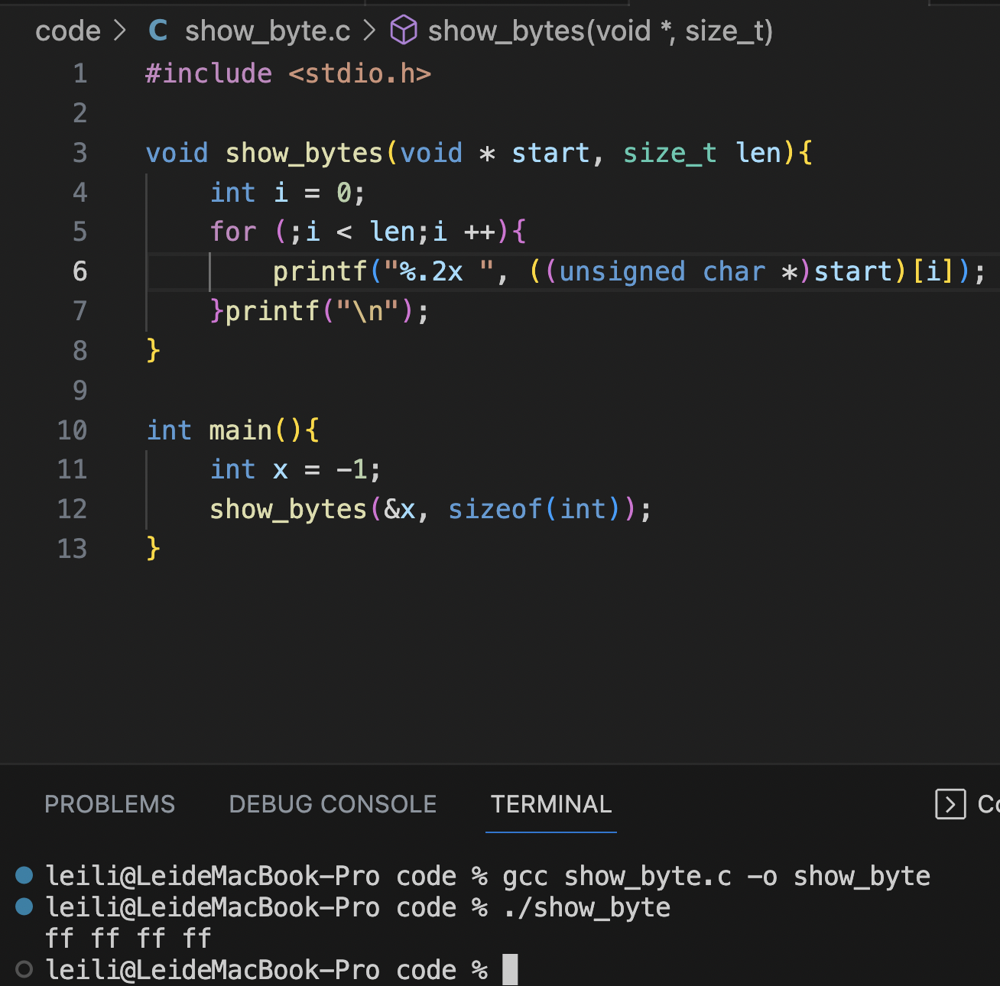 code > C show_byte.c > show_bytes(void *, size_t)
1 #include <stdio.h>
2
3 void show_bytes(void * start, size_t len){
4     int i = 0;
5     for (;i < len;i ++){
6         printf("%.2x ", ((unsigned char *)start)[i]);
7     }printf("\n");
8 }
9
10 int main(){
11     int x = -1;
12     show_bytes(&x, sizeof(int));
13 }
PROBLEMS DEBUG CONSOLE TERMINAL
leili@LeideMacBook-Pro code % gcc show_byte.c -o show_byte
leili@LeideMacBook-Pro code % ./show_byte
ff ff ff ff
leili@LeideMacBook-Pro code %